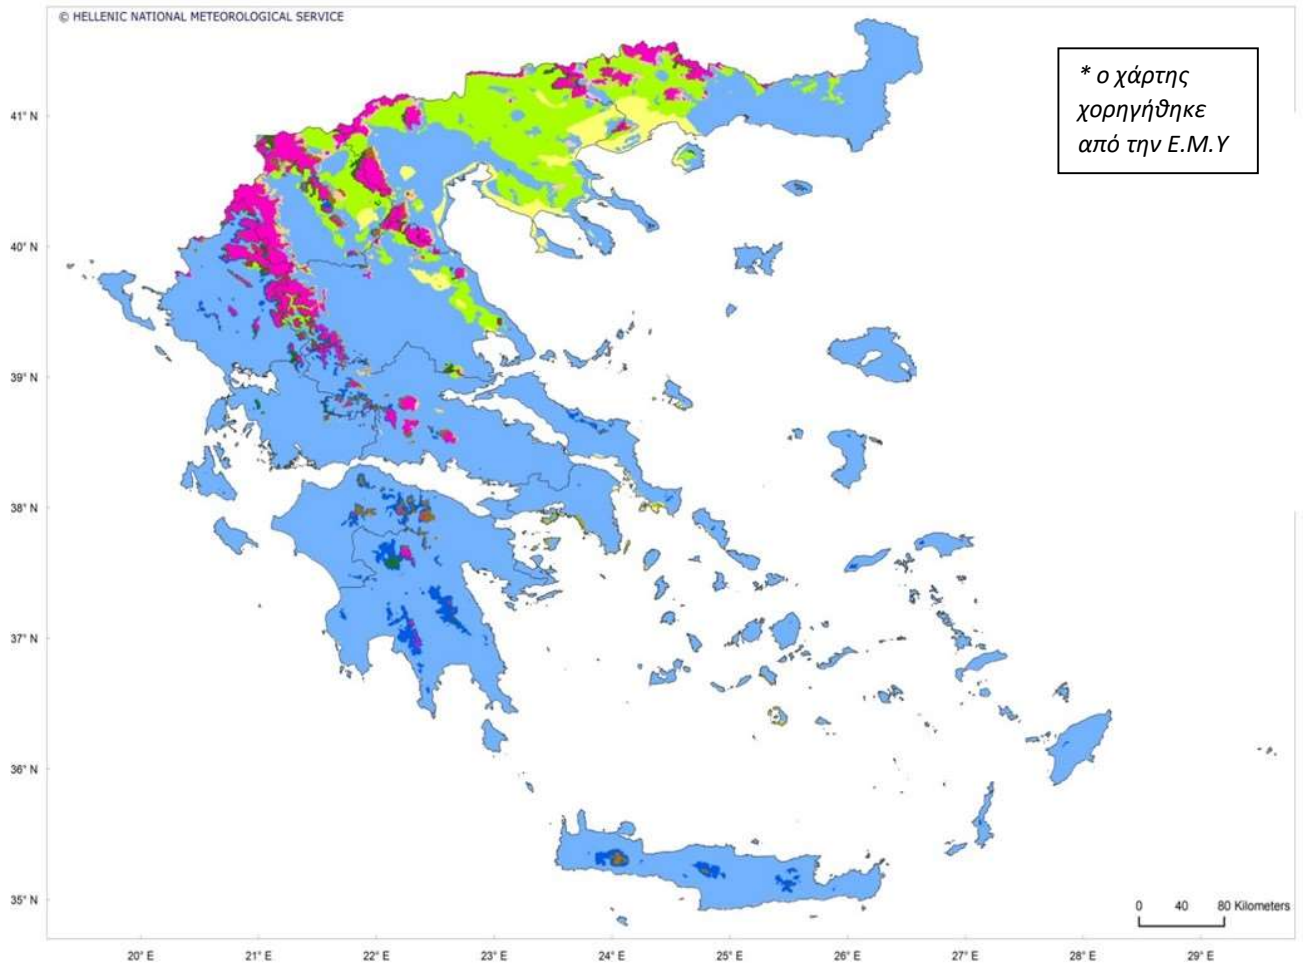 © HELLENIC NATIONAL METEOROLOGICAL SERVICE
* ο χάρτης
χορηγήθηκε
από την Ε.Μ.Υ
41° N
40° N
39° N
38° N
37° N
36° N
35° N
0 40 80 Kilometers
20° E 21° E 22° E 23° E 24° E 25° E 26° E 27° E 28° E 29° E